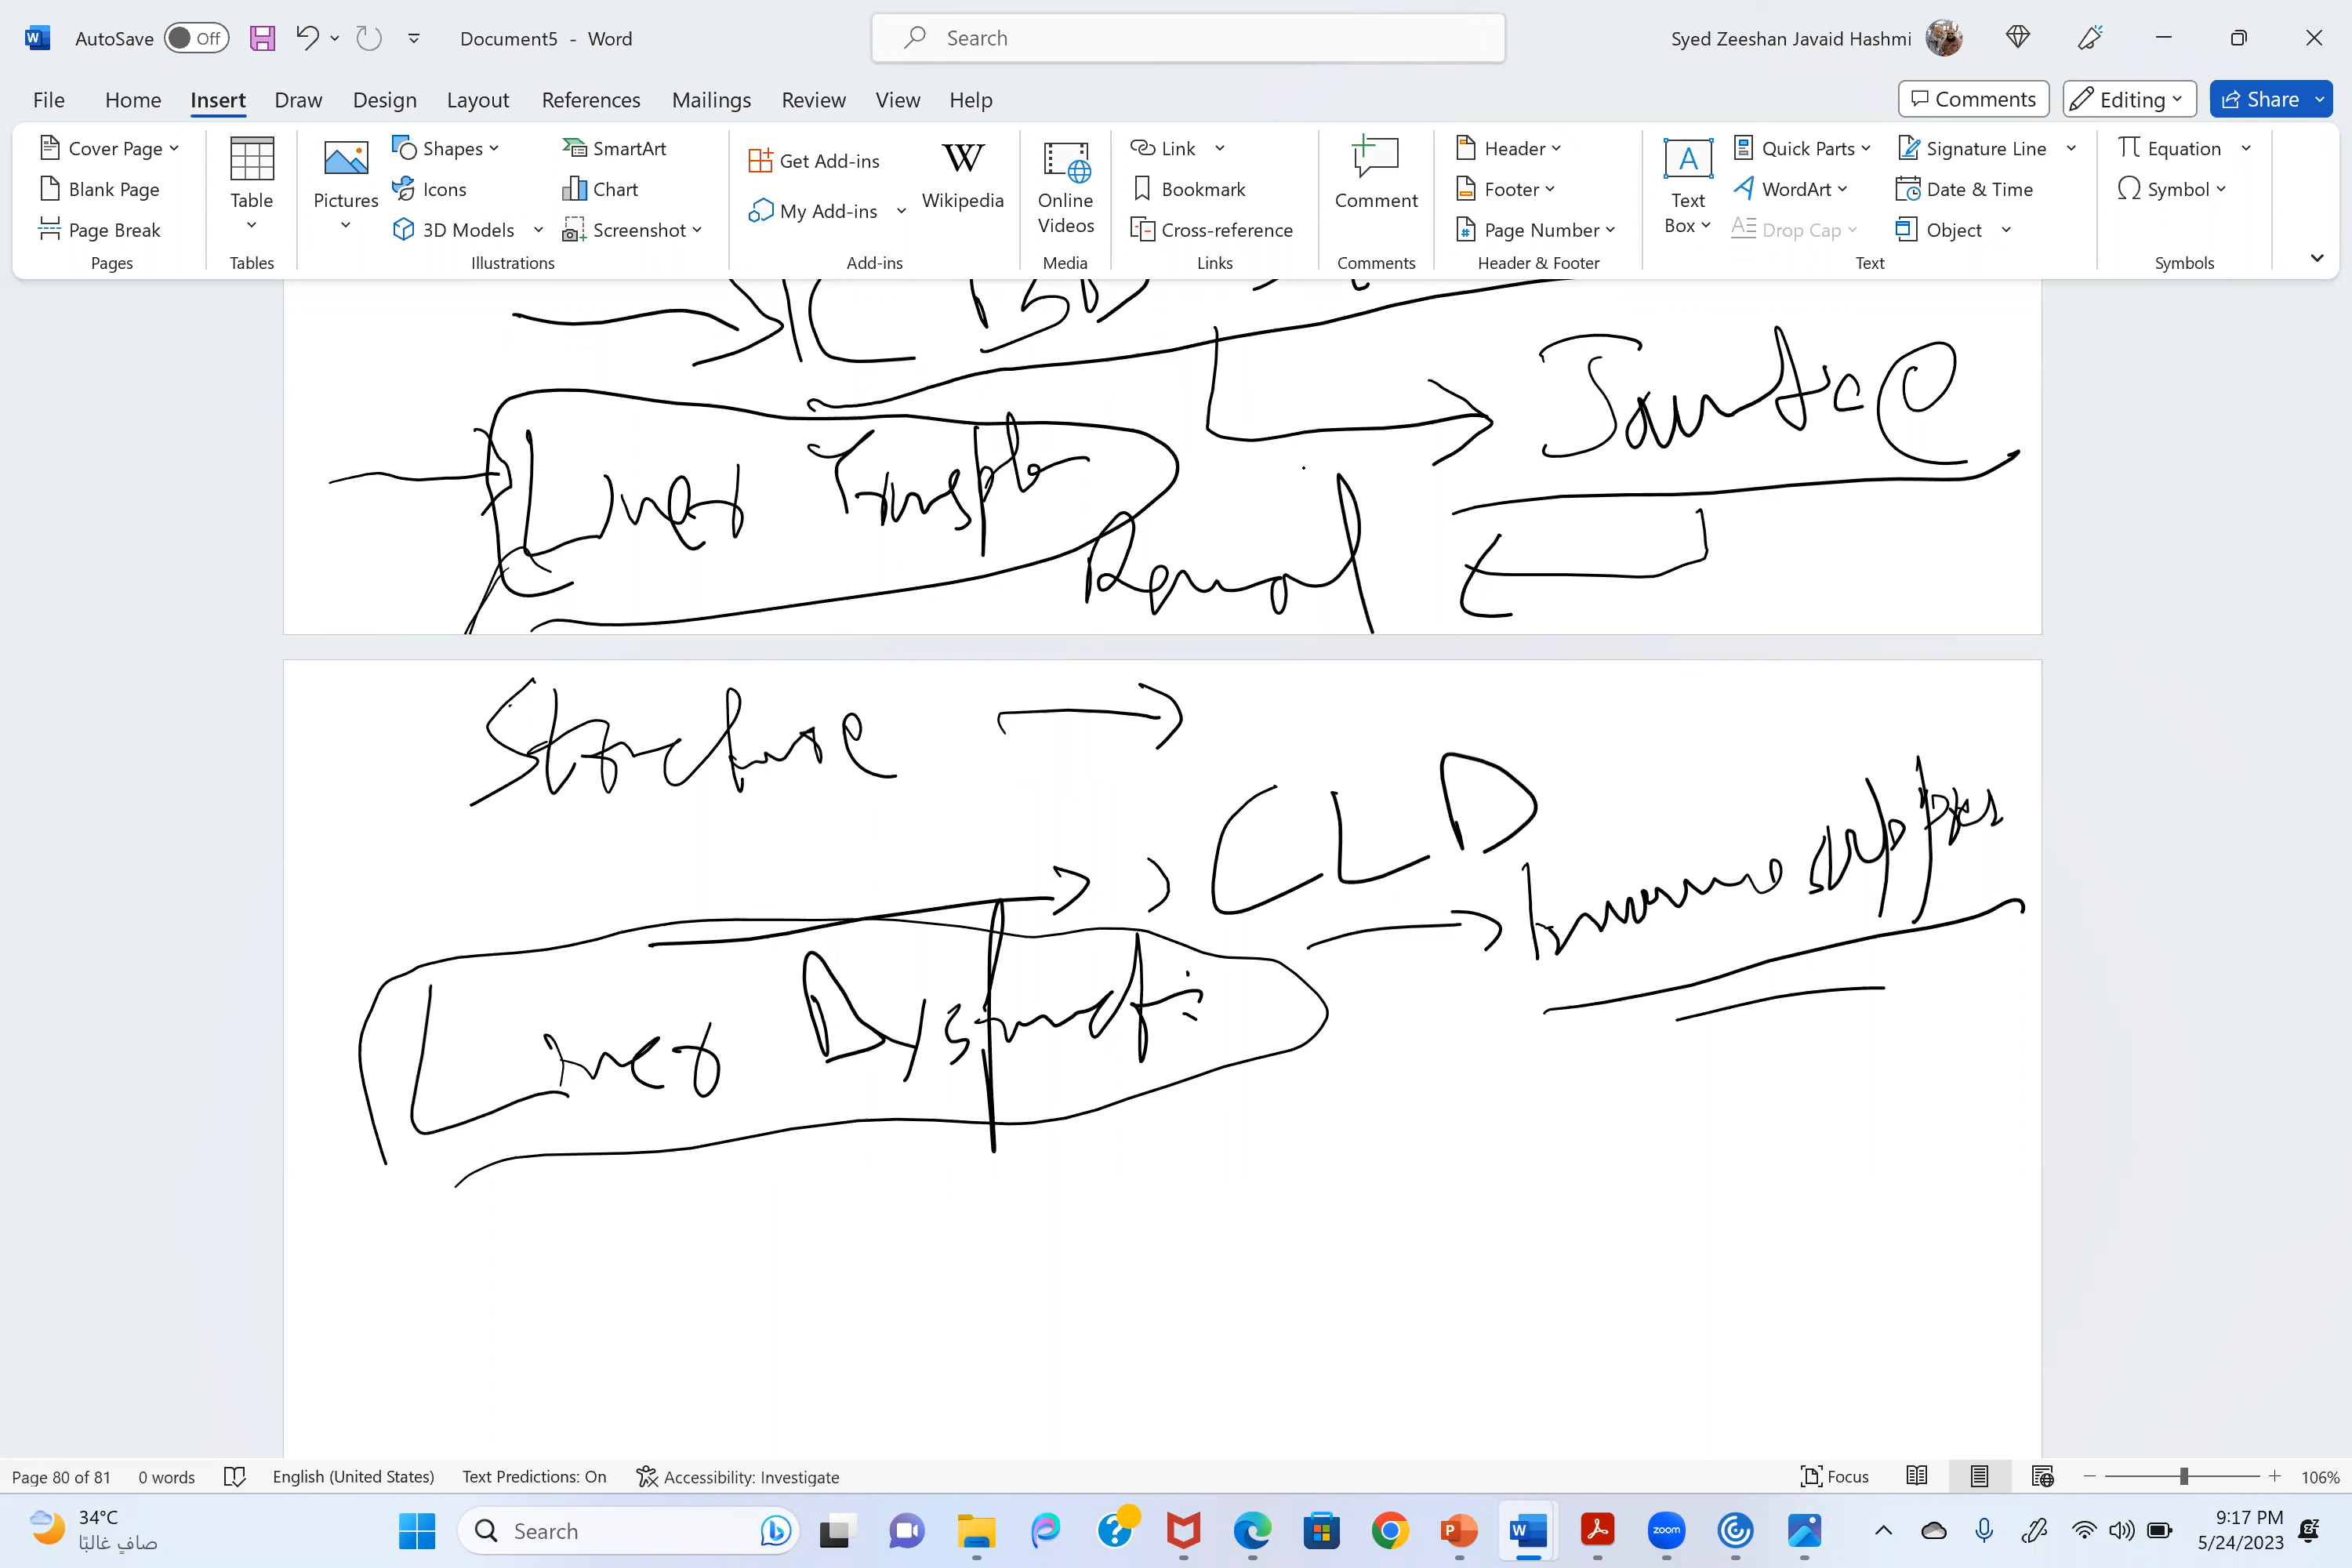 AutoSave Off Document5 - Word Search Syed Zeeshan Javaid Hashmi
File Home Insert Draw Design Layout References Mailings Review View Help Comments Editing Share
Cover Page
Blank Page
Page Break
Pages
Table
Tables
Pictures
Shapes
Icons
3D Models
SmartArt
Chart
Screenshot
Illustrations
Get Add-ins
My Add-ins
Wikipedia
Add-ins
Online
Videos
Media
Link
Bookmark
Cross-reference
Links
Comment
Comments
Header
Footer
Page Number
Header & Footer
Text
Box
Quick Parts
WordArt
Drop Cap
Signature Line
Date & Time
Object
Text
Equation
Symbol
Symbols
Liver
Renal
Structure
CLD
Liver
Page 80 of 81 0 words English (United States) Text Predictions: On Accessibility: Investigate Focus 106%
34°C
صافٍ غالبًا
Search
zoom
9:17 PM
5/24/2023